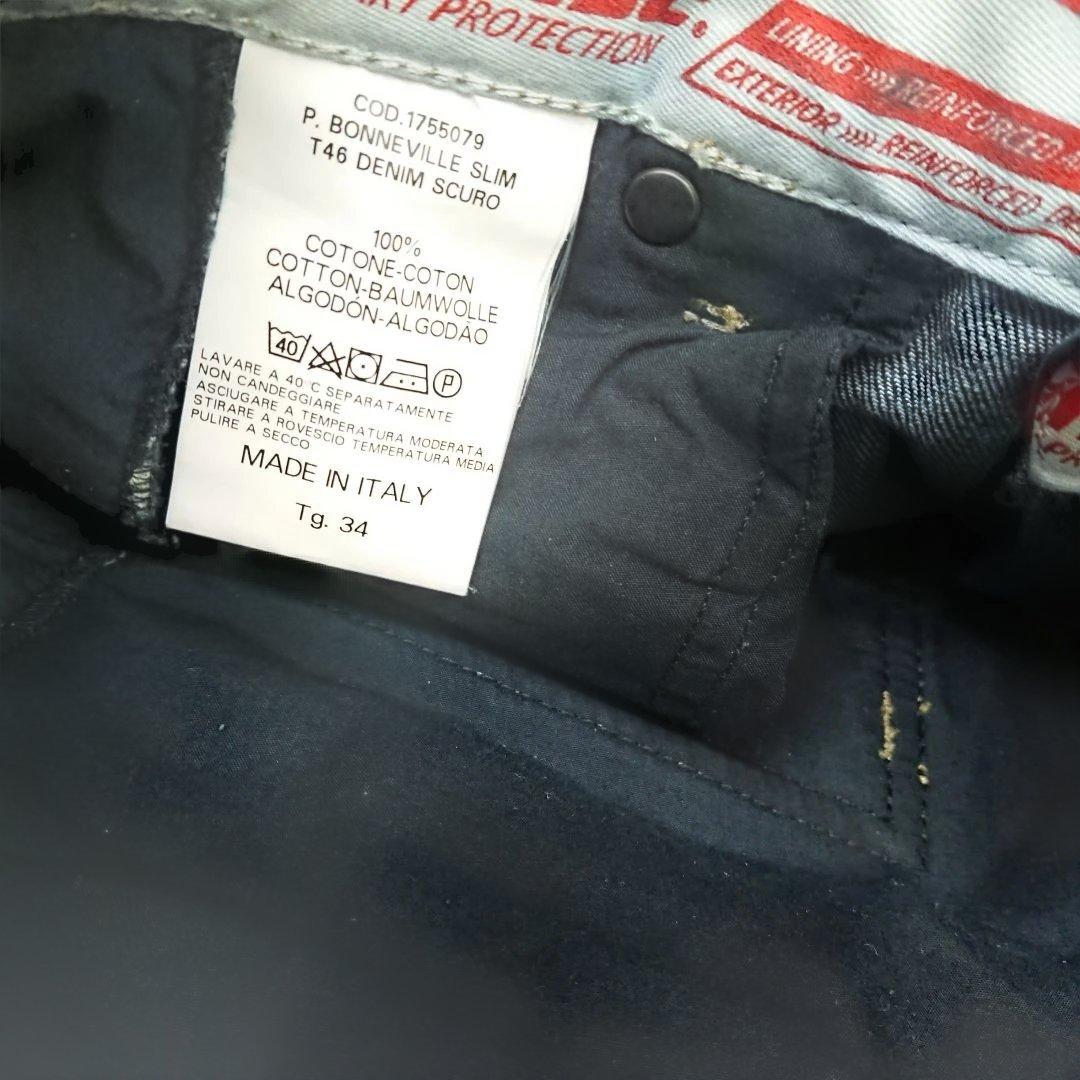 PROTECTION
LINING »»» REINFORCED
EXTERIOR »»» REINFORCED
COD.1755079
P. BONNEVILLE SLIM
T46 DENIM SCURO
100%
COTONE-COTON
COTTON-BAUMWOLLE
ALGODÓN-ALGODÃO
40 P
LAVARE A 40°C SEPARATAMENTE
NON CANDEGGIARE
ASCIUGARE A TEMPERATURA MODERATA
STIRARE A ROVESCIO TEMPERATURA MEDIA
PULIRE A SECCO
MADE IN ITALY
Tg. 34